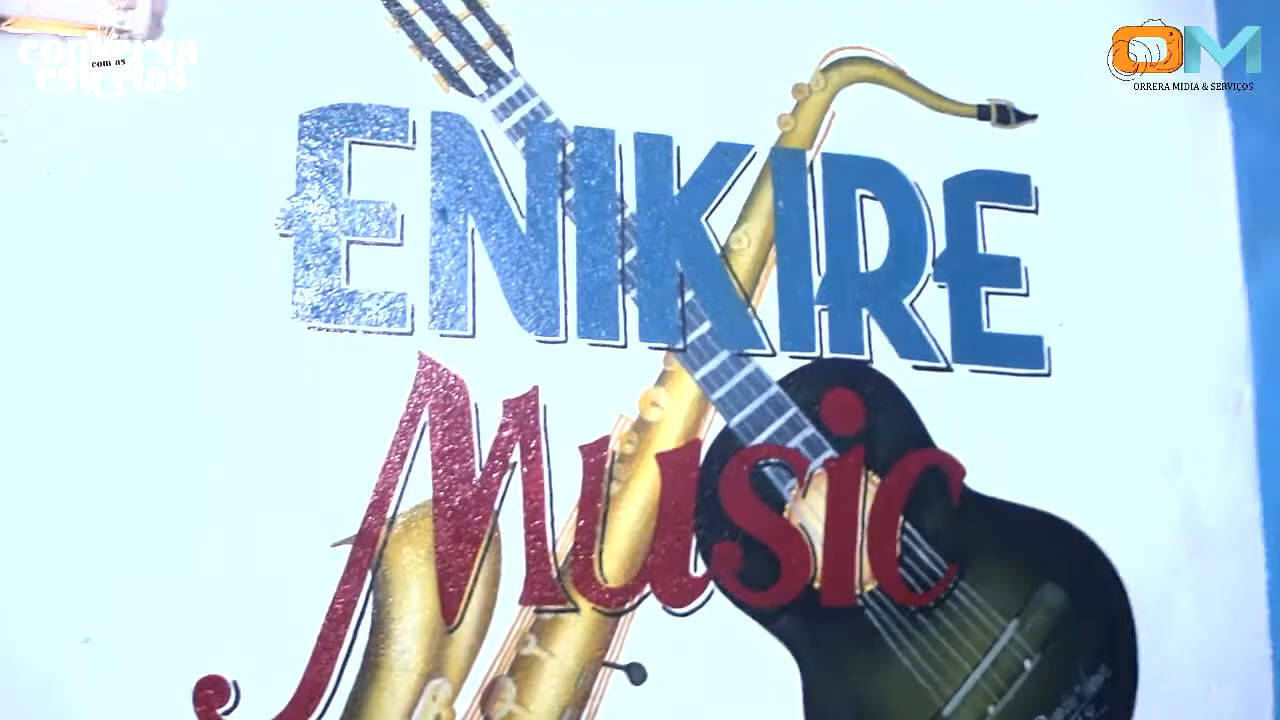 conversa
com as
estrelas
OM
ORRERA MIDIA & SERVIÇOS
ENIKIRE
Music